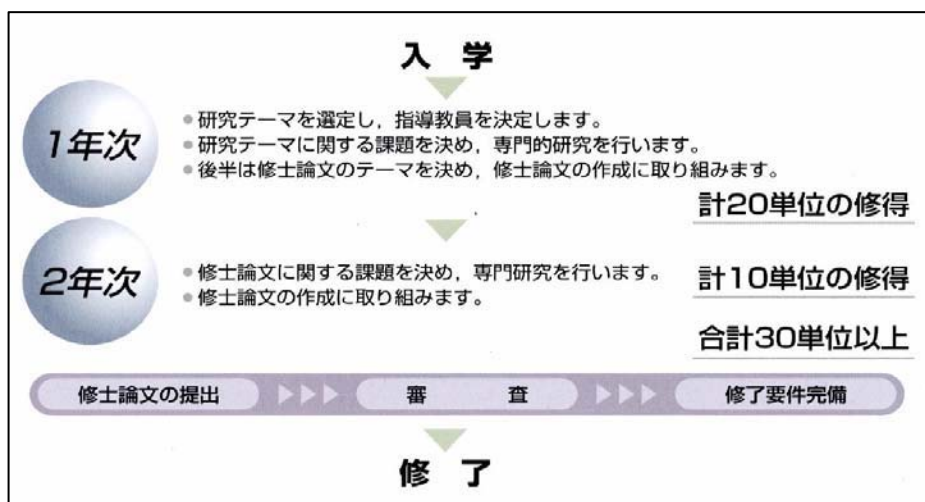 入 学
1年次
● 研究テーマを選定し，指導教員を決定します。
● 研究テーマに関する課題を決め，専門的研究を行います。
● 後半は修士論文のテーマを決め，修士論文の作成に取り組みます。
計20単位の修得
2年次
● 修士論文に関する課題を決め，専門研究を行います。
● 修士論文の作成に取り組みます。
計10単位の修得
合計30単位以上
修士論文の提出 審 査 修了要件完備
修 了